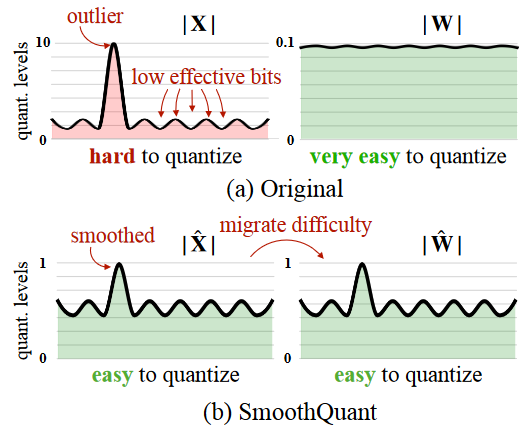 outlier
|X|
|W|
quant. levels
10
0
low effective bits
0.1
0
hard to quantize
very easy to quantize
(a) Original
smoothed
|X̂|
migrate difficulty
|Ŵ|
quant. levels
1
0
1
0
easy to quantize
easy to quantize
(b) SmoothQuant